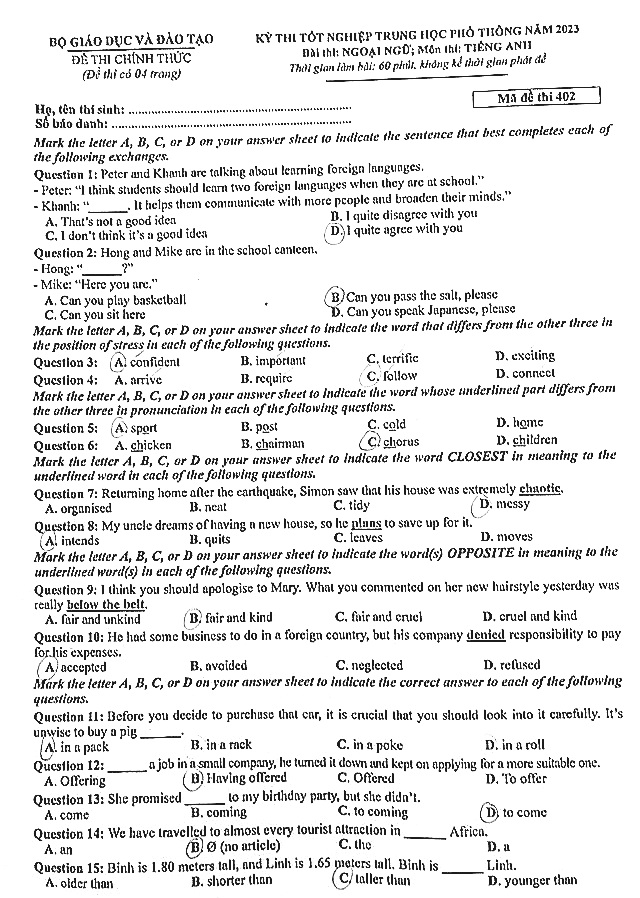 BỘ GIÁO DỤC VÀ ĐÀO TẠO
ĐỀ THI CHÍNH THỨC
(Đề thi có 04 trang)
KỲ THI TỐT NGHIỆP TRUNG HỌC PHỔ THÔNG NĂM 2023
Bài thi: NGOẠI NGỮ; Môn thi: TIẾNG ANH
Thời gian làm bài: 60 phút, không kể thời gian phát đề
Mã đề thi 402
Họ, tên thí sinh: ...........................................................
Số báo danh: ...............................................................
Mark the letter A, B, C, or D on your answer sheet to indicate the sentence that best completes each of
the following exchanges.
Question 1: Peter and Khanh are talking about learning foreign languages.
- Peter: “I think students should learn two foreign languages when they are at school.”
- Khanh: “______. It helps them communicate with more people and broaden their minds.”
A. That's not a good idea B. I quite disagree with you
C. I don't think it's a good idea D. I quite agree with you
Question 2: Hong and Mike are in the school canteen.
- Hong: “______?”
- Mike: “Here you are.”
A. Can you play basketball B. Can you pass the salt, please
C. Can you sit here D. Can you speak Japanese, please
Mark the letter A, B, C, or D on your answer sheet to indicate the word that differs from the other three in
the position of stress in each of the following questions.
Question 3: A. confident B. important C. terrific D. exciting
Question 4: A. arrive B. require C. follow D. connect
Mark the letter A, B, C, or D on your answer sheet to indicate the word whose underlined part differs from
the other three in pronunciation in each of the following questions.
Question 5: A. sport B. post C. cold D. home
Question 6: A. chicken B. chairman C. chorus D. children
Mark the letter A, B, C, or D on your answer sheet to indicate the word CLOSEST in meaning to the
underlined word in each of the following questions.
Question 7: Returning home after the earthquake, Simon saw that his house was extremely chaotic.
A. organised B. neat C. tidy D. messy
Question 8: My uncle dreams of having a new house, so he plans to save up for it.
A. intends B. quits C. leaves D. moves
Mark the letter A, B, C, or D on your answer sheet to indicate the word(s) OPPOSITE in meaning to the
underlined word(s) in each of the following questions.
Question 9: I think you should apologise to Mary. What you commented on her new hairstyle yesterday was
really below the belt.
A. fair and unkind B. fair and kind C. fair and cruel D. cruel and kind
Question 10: He had some business to do in a foreign country, but his company denied responsibility to pay
for his expenses.
A. accepted B. avoided C. neglected D. refused
Mark the letter A, B, C, or D on your answer sheet to indicate the correct answer to each of the following
questions.
Question 11: Before you decide to purchase that car, it is crucial that you should look into it carefully. It's
unwise to buy a pig ______.
A. in a pack B. in a rack C. in a poke D. in a roll
Question 12: ______ a job in a small company, he turned it down and kept on applying for a more suitable one.
A. Offering B. Having offered C. Offered D. To offer
Question 13: She promised ______ to my birthday party, but she didn't.
A. come B. coming C. to coming D. to come
Question 14: We have travelled to almost every tourist attraction in ______ Africa.
A. an B. Ø (no article) C. the D. a
Question 15: Binh is 1.80 meters tall, and Linh is 1.65 meters tall. Binh is ______ Linh.
A. older than B. shorter than C. taller than D. younger than